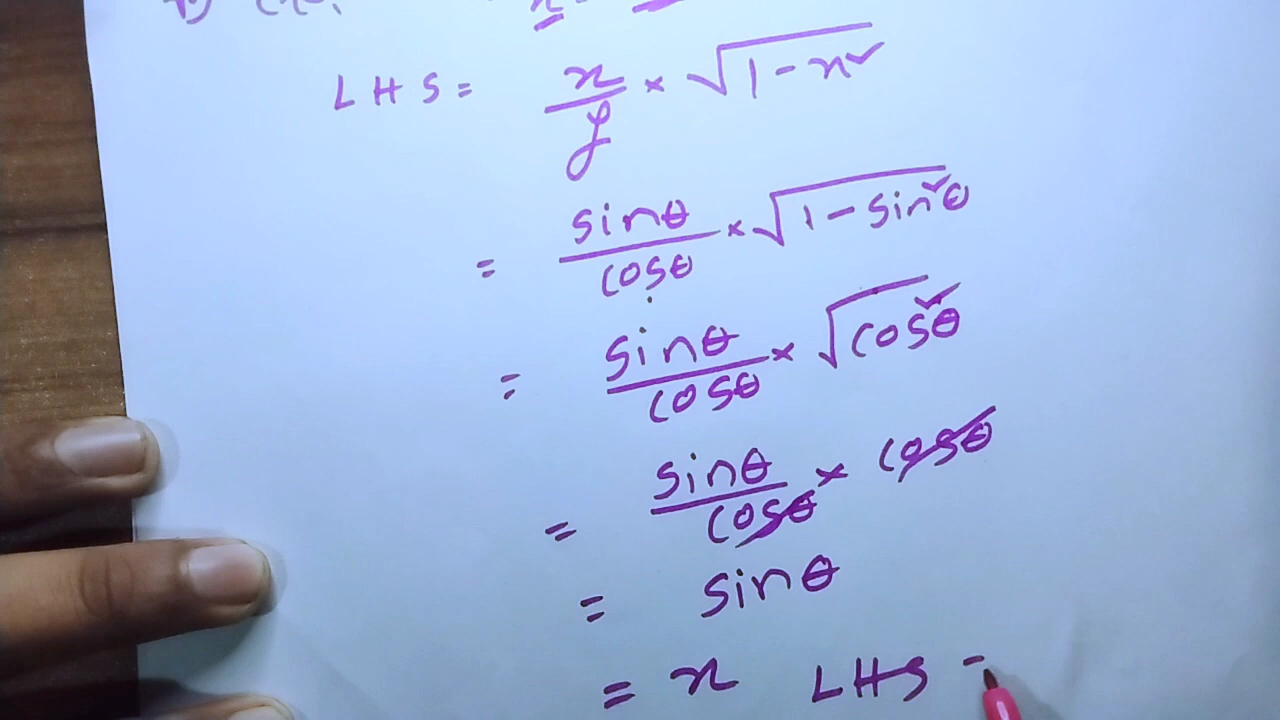 LHS = x/y × √(1 - x²)
= sinθ/cosθ × √(1 - sin²θ)
= sinθ/cosθ × √cos²θ
= sinθ/cosθ × cosθ
= sinθ
= x LHS =